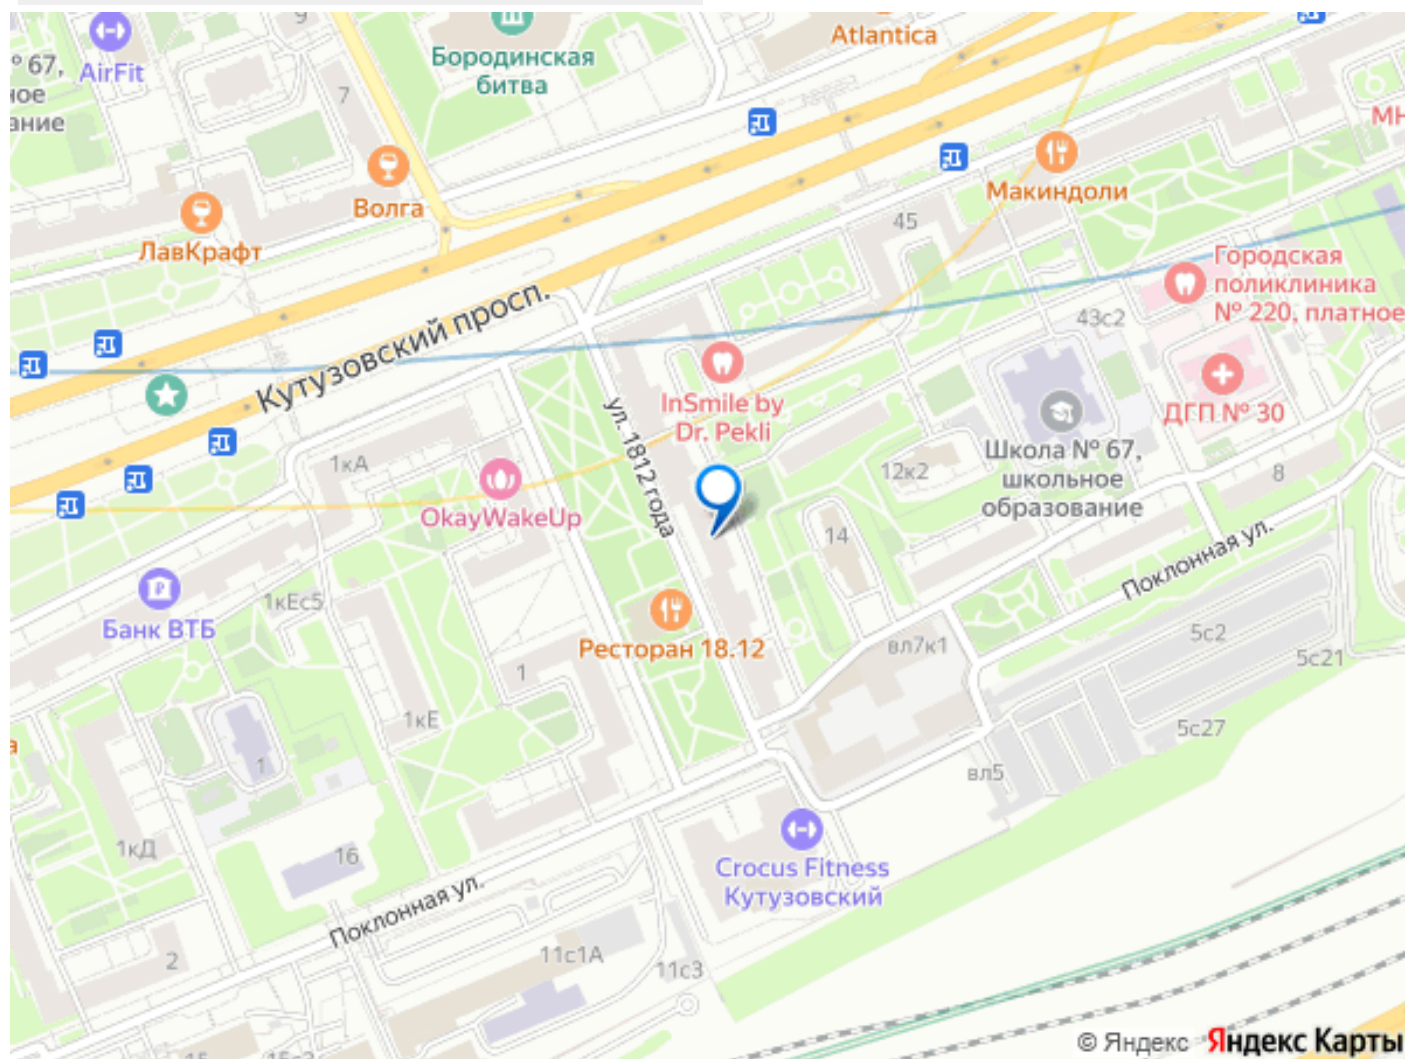 Atlantica
9
Бородинская
битва
° 67,
ное
ание
AirFit
7
МН
Макиндоли
Волга
ЛавКрафт
45
Городская
поликлиника
№ 220, платное
43с2
Кутузовский просп.
InSmile by
Dr. Pekli
ул. 1812 года
ДГП № 30
Школа № 67,
школьное
образование
1кА
12к2
8
OkayWakeUp
14
Поклонная ул.
1кЕс5
Банк ВТБ
Ресторан 18.12
вл7к1
5с2
5с21
1
1кЕ
5с27
а
1
вл5
1кД
16
Crocus Fitness
Кутузовский
Поклонная ул.
2
11с1А
11с3
15
© Яндекс Яндекс Карты